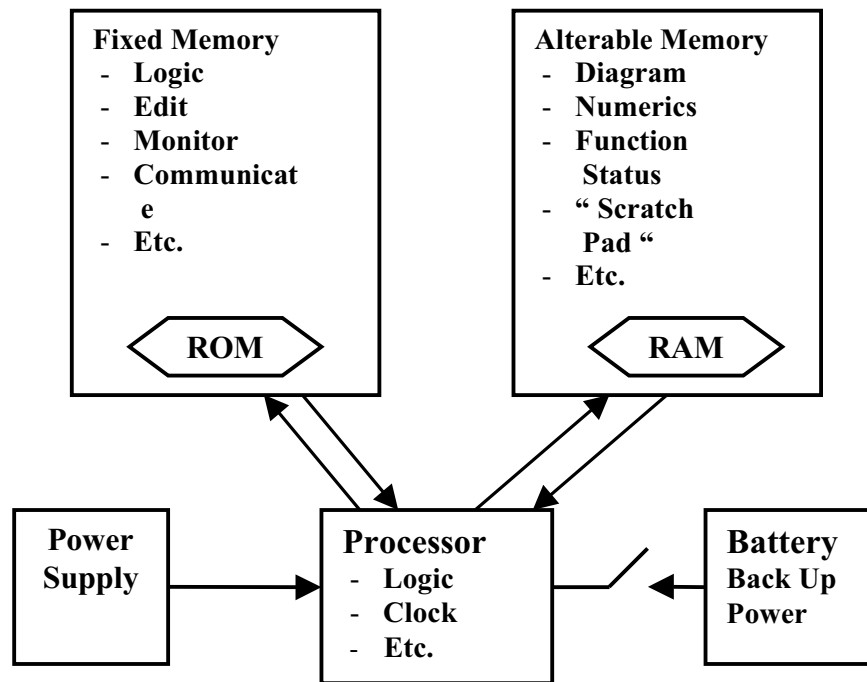 Fixed Memory
- Logic
- Edit
- Monitor
- Communicat
e
- Etc.
ROM
Alterable Memory
- Diagram
- Numerics
- Function
Status
- “ Scratch
Pad “
- Etc.
RAM
Power
Supply
Processor
- Logic
- Clock
- Etc.
Battery
Back Up
Power